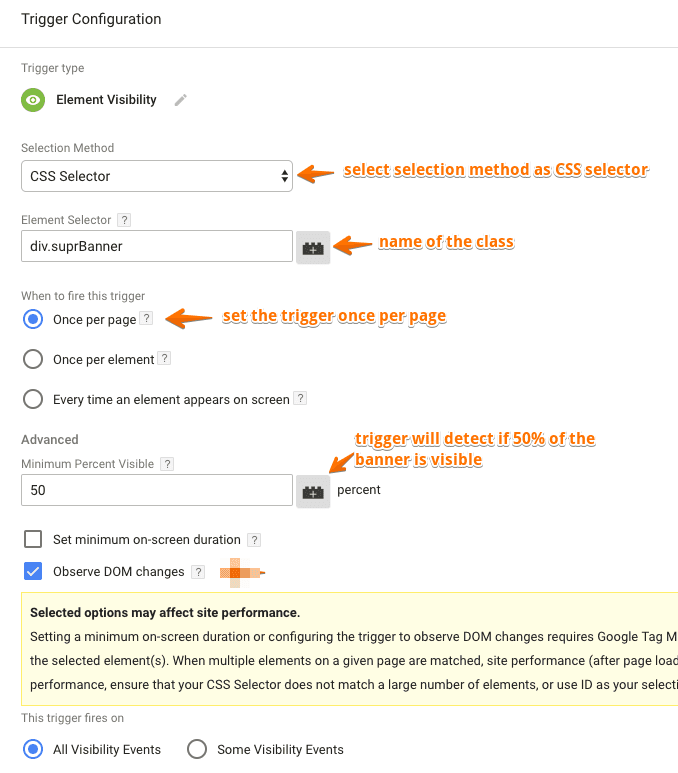 Trigger Configuration
Trigger type
Element Visibility
Selection Method
CSS Selector
select selection method as CSS selector
Element Selector ?
div.suprBanner
name of the class
When to fire this trigger
Once per page ?
set the trigger once per page
Once per element ?
Every time an element appears on screen ?
Advanced
trigger will detect if 50% of the
banner is visible
Minimum Percent Visible ?
50
percent
Set minimum on-screen duration ?
Observe DOM changes ?
Selected options may affect site performance.
Setting a minimum on-screen duration or configuring the trigger to observe DOM changes requires Google Tag M
the selected element(s). When multiple elements on a given page are matched, site performance (after page load
performance, ensure that your CSS Selector does not match a large number of elements, or use ID as your selecti
This trigger fires on
All Visibility Events Some Visibility Events